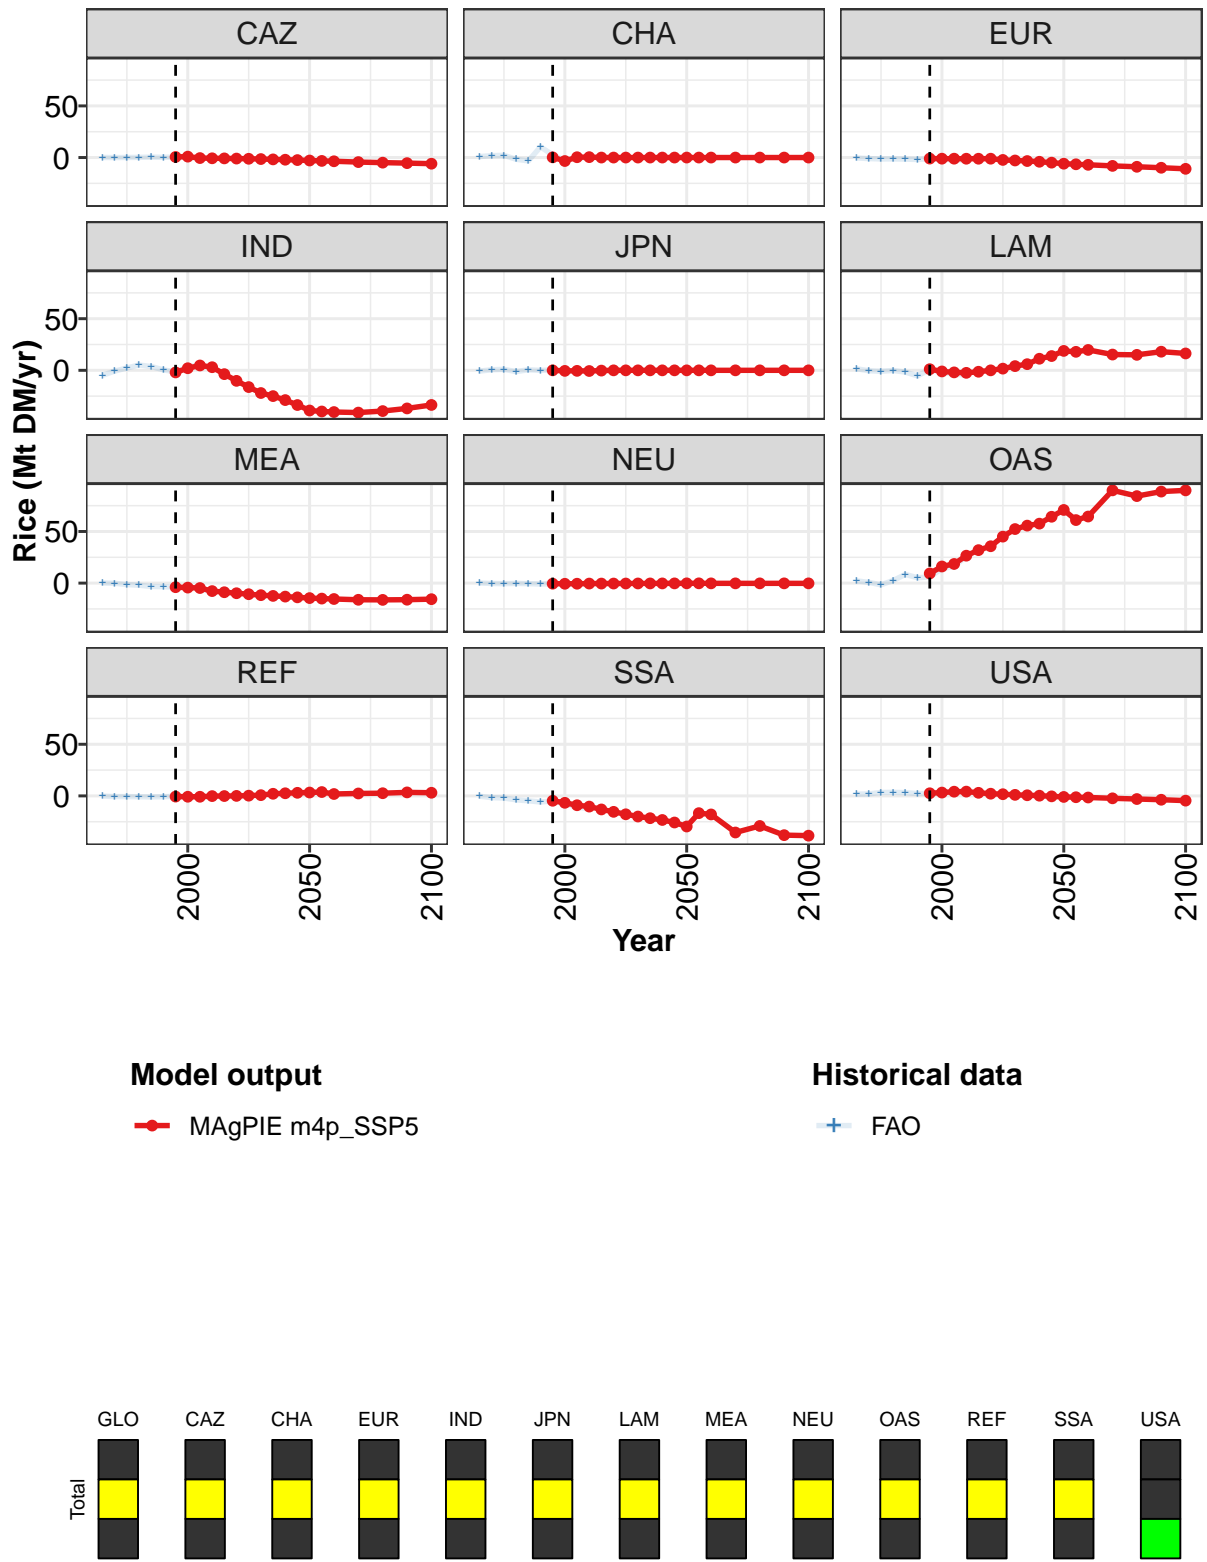 CAZ CHA EUR
50
0
IND JPN LAM
50
0
MEA NEU OAS
50
0
REF SSA USA
50
0
Rice (Mt DM/yr)
2000 2050 2100 2000 2050 2100 2000 2050 2100
Year
Model output Historical data
MAgPIE m4p_SSP5 FAO
GLO CAZ CHA EUR IND JPN LAM MEA NEU OAS REF SSA USA
Total